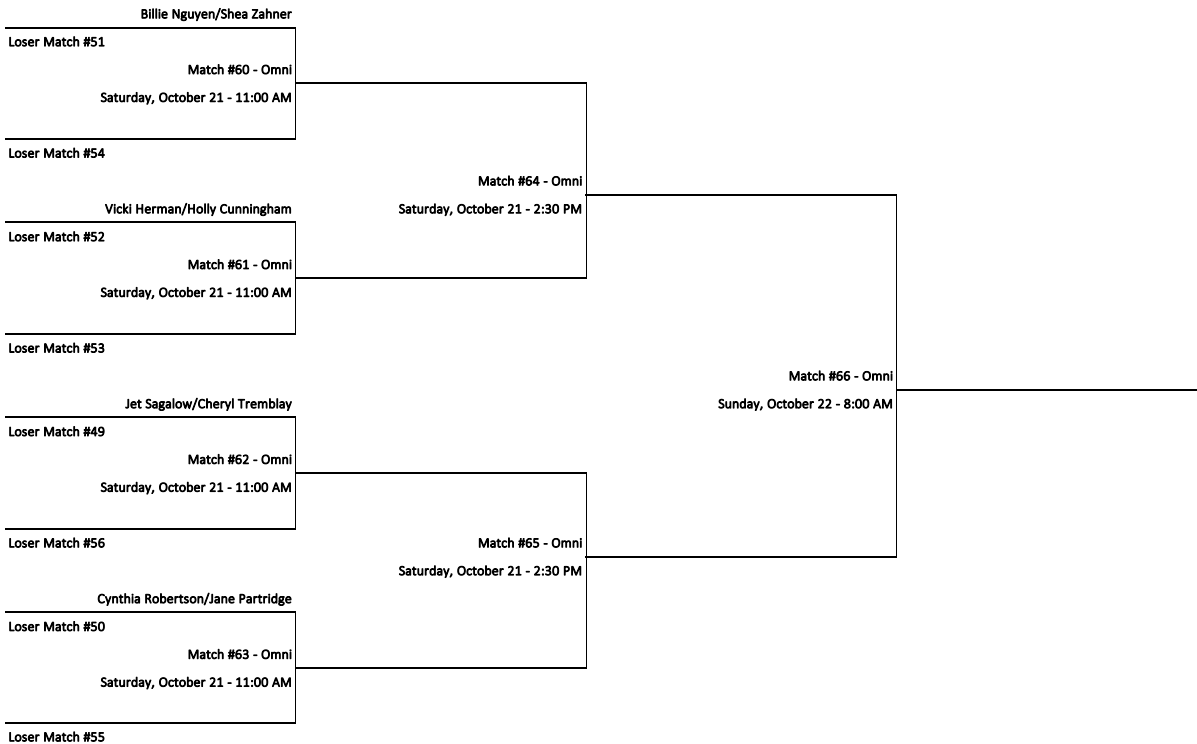 Billie Nguyen/Shea Zahner
Loser Match #51
Match #60 - Omni
Saturday, October 21 - 11:00 AM
Loser Match #54
Match #64 - Omni
Vicki Herman/Holly Cunningham
Saturday, October 21 - 2:30 PM
Loser Match #52
Match #61 - Omni
Saturday, October 21 - 11:00 AM
Loser Match #53
Match #66 - Omni
Jet Sagalow/Cheryl Tremblay
Sunday, October 22 - 8:00 AM
Loser Match #49
Match #62 - Omni
Saturday, October 21 - 11:00 AM
Loser Match #56
Match #65 - Omni
Saturday, October 21 - 2:30 PM
Cynthia Robertson/Jane Partridge
Loser Match #50
Match #63 - Omni
Saturday, October 21 - 11:00 AM
Loser Match #55